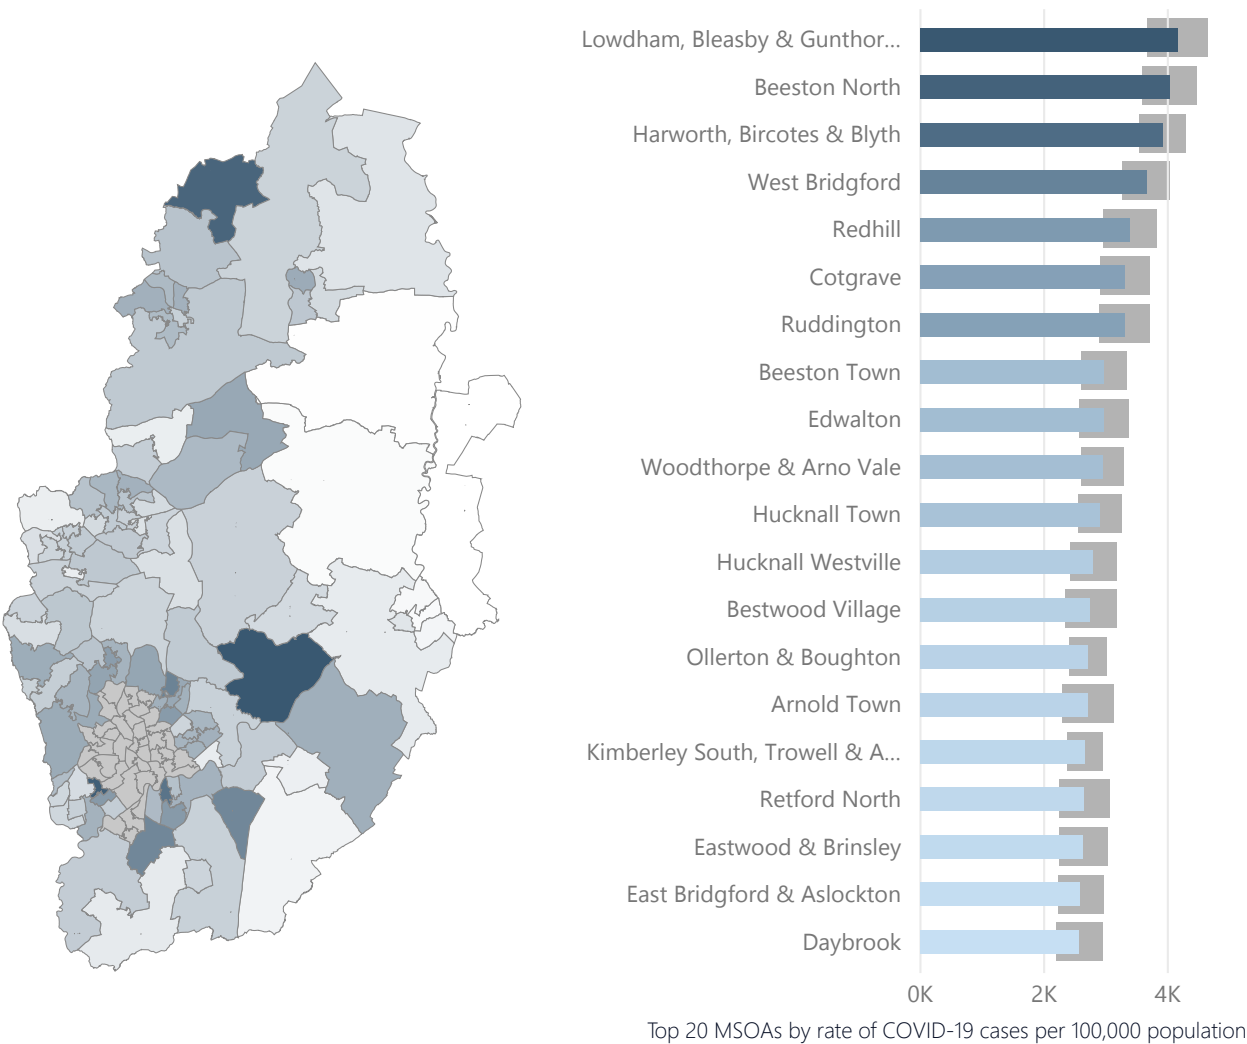 Lowdham, Bleasby & Gunthor...
Beeston North
Harworth, Bircotes & Blyth
West Bridgford
Redhill
Cotgrave
Ruddington
Beeston Town
Edwalton
Woodthorpe & Arno Vale
Hucknall Town
Hucknall Westville
Bestwood Village
Ollerton & Boughton
Arnold Town
Kimberley South, Trowell & A...
Retford North
Eastwood & Brinsley
East Bridgford & Aslockton
Daybrook
0K 2K 4K
Top 20 MSOAs by rate of COVID-19 cases per 100,000 population